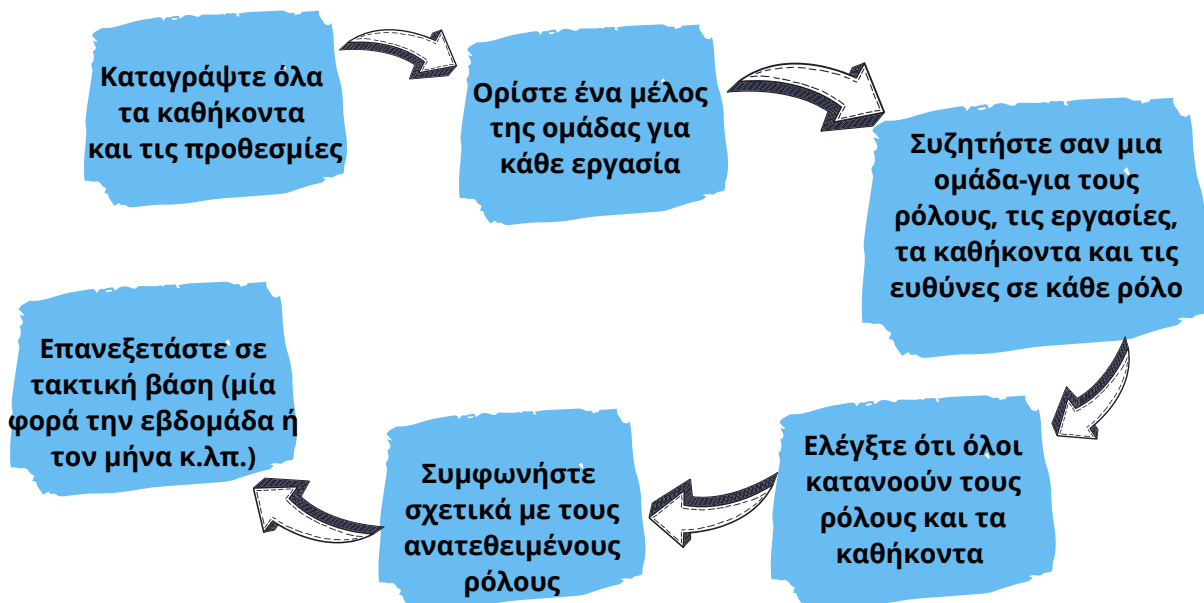 Καταγράψτε όλα
τα καθήκοντα
και τις προθεσμίες
Ορίστε ένα μέλος
της ομάδας για
κάθε εργασία
Συζητήστε σαν μια
ομάδα-για τους
ρόλους, τις εργασίες,
τα καθήκοντα και τις
ευθύνες σε κάθε ρόλο
Ελέγξτε ότι όλοι
κατανοούν τους
ρόλους και τα
καθήκοντα
Συμφωνήστε
σχετικά με τους
ανατεθειμένους
ρόλους
Επανεξετάστε σε
τακτική βάση (μία
φορά την εβδομάδα ή
τον μήνα κ.λπ.)